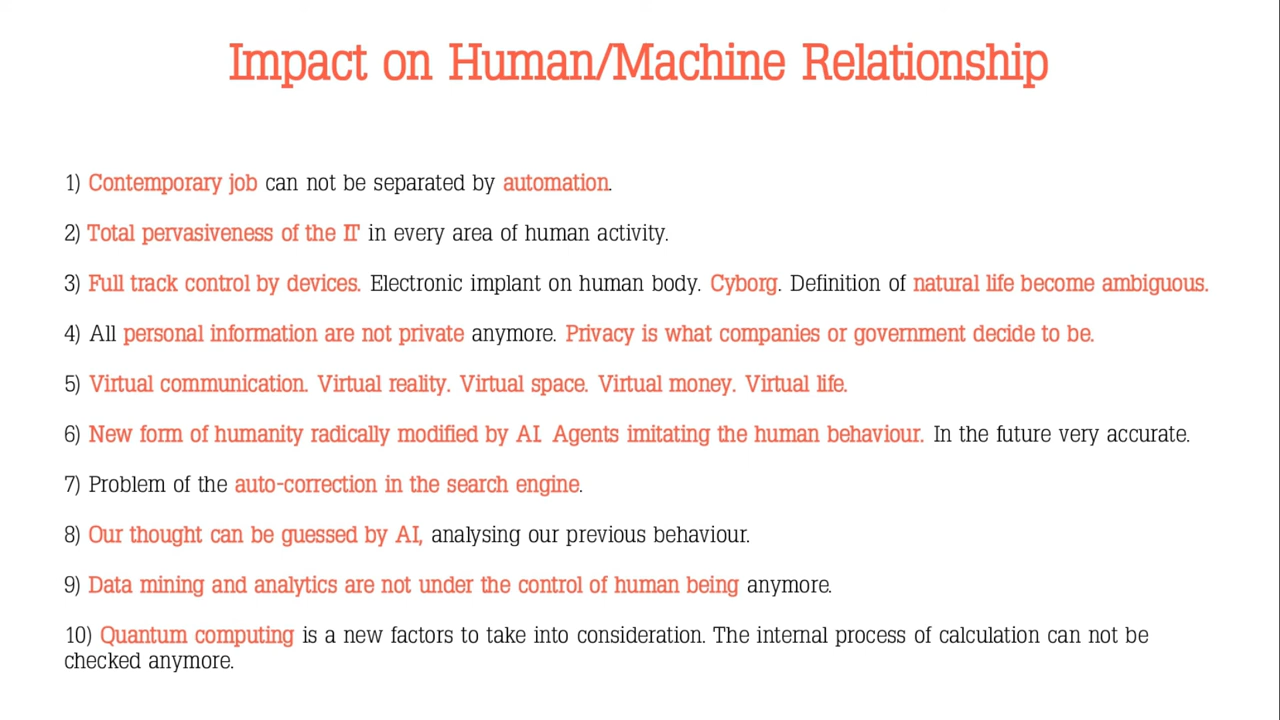 Impact on Human/Machine Relationship
1) Contemporary job can not be separated by automation.
2) Total pervasiveness of the IT in every area of human activity.
3) Full track control by devices. Electronic implant on human body. Cyborg. Definition of natural life become ambiguous.
4) All personal information are not private anymore. Privacy is what companies or government decide to be.
5) Virtual communication. Virtual reality. Virtual space. Virtual money. Virtual life.
6) New form of humanity radically modified by AI. Agents imitating the human behaviour. In the future very accurate.
7) Problem of the auto-correction in the search engine.
8) Our thought can be guessed by AI, analysing our previous behaviour.
9) Data mining and analytics are not under the control of human being anymore.
10) Quantum computing is a new factors to take into consideration. The internal process of calculation can not be
checked anymore.